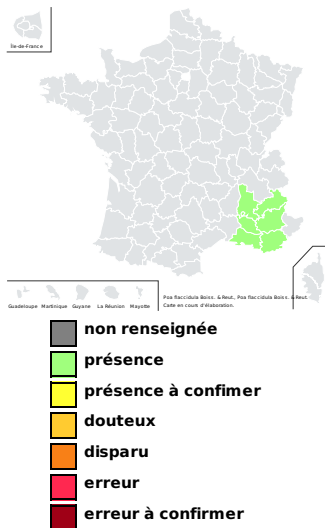 Île-de-France
Guadeloupe Martinique Guyane La Réunion Mayotte
Poa flaccidula Boiss. & Reut., Poa flaccidula Boiss. & Reut.
Carte en cours d'élaboration.
non renseignée
présence
présence à confimer
douteux
disparu
erreur
erreur à confirmer